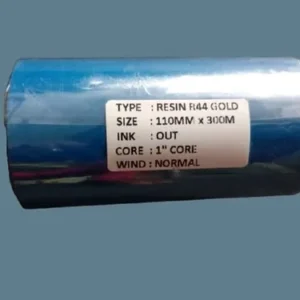 TYPE : RESIN R44 GOLD
SIZE : 110MM x 300M
INK : OUT
CORE : 1" CORE
WIND : NORMAL